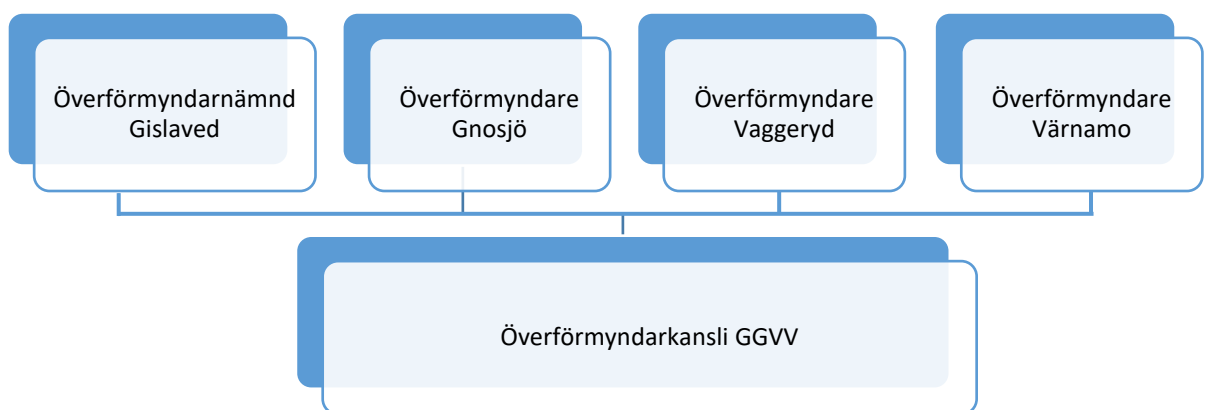 Överförmyndarnämnd
Gislaved
Överförmyndare
Gnosjö
Överförmyndare
Vaggeryd
Överförmyndare
Värnamo
Överförmyndarkansli GGVV